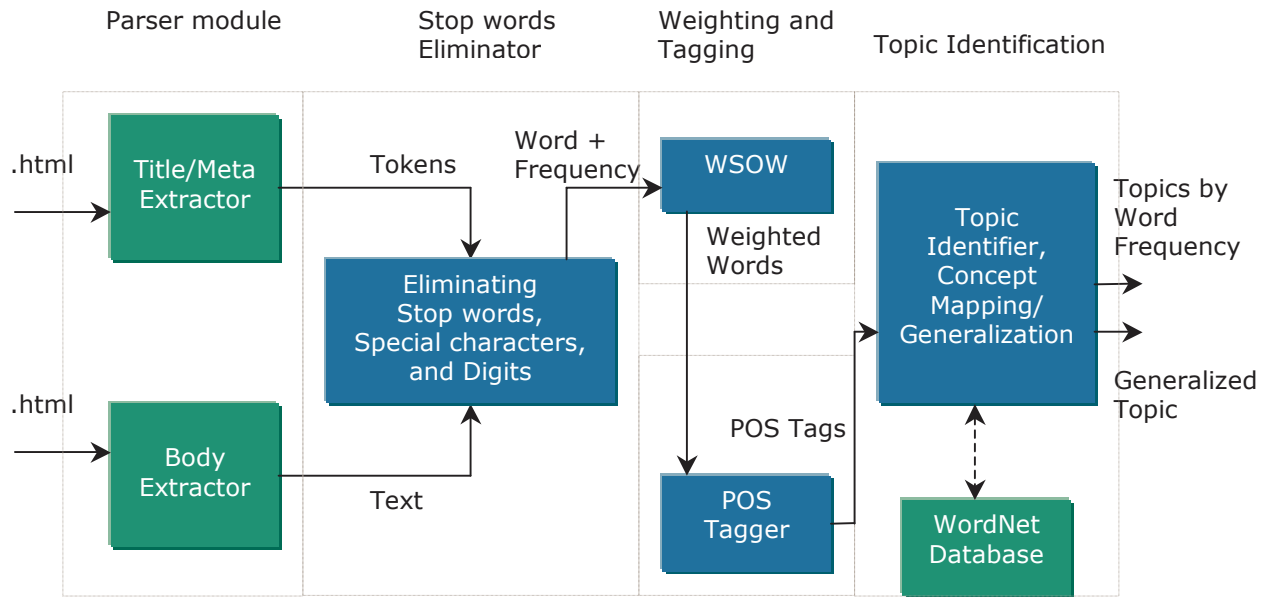 Parser module
Stop words
Eliminator
Weighting and
Tagging
Topic Identification
.html
Title/Meta
Extractor
Tokens
Word +
Frequency
WSOW
Weighted
Words
Eliminating
Stop words,
Special characters,
and Digits
Topic
Identifier,
Concept
Mapping/
Generalization
Topics by
Word
Frequency
Generalized
Topic
.html
Body
Extractor
Text
POS Tags
POS
Tagger
WordNet
Database